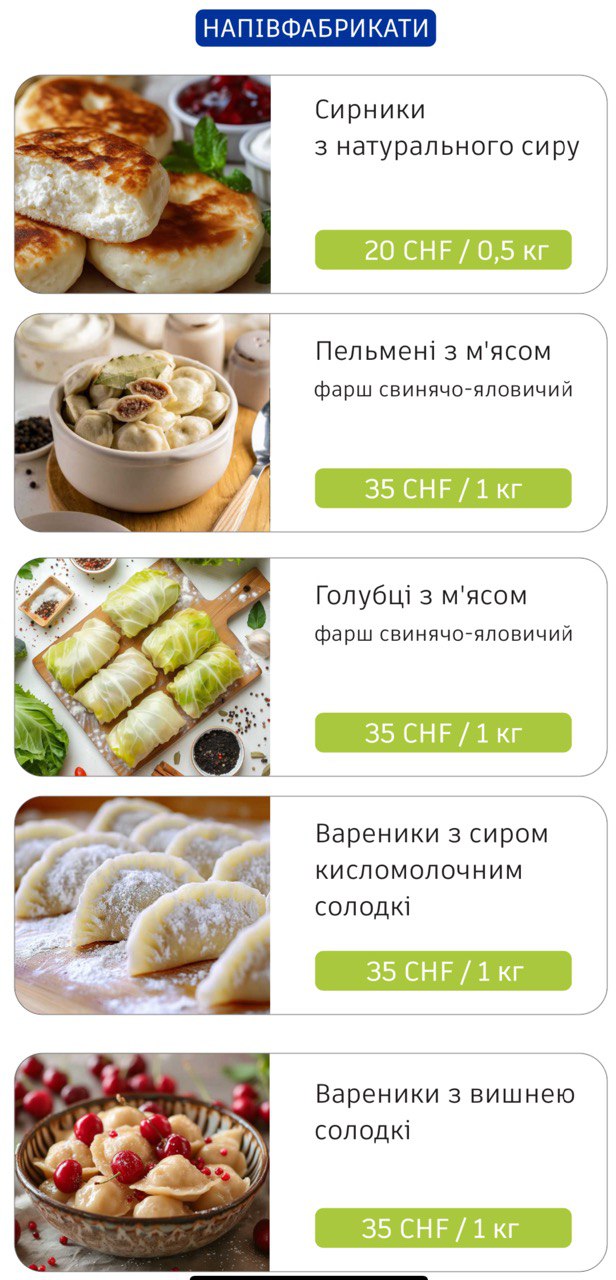 НАПІВФАБРИКАТИ
Сирники
з натурального сиру
20 CHF / 0,5 кг
Пельмені з м'ясом
фарш свинячо-яловичий
35 CHF / 1 кг
Голубці з м'ясом
фарш свинячо-яловичий
35 CHF / 1 кг
Вареники з сиром
кисломолочним
солодкі
35 CHF / 1 кг
Вареники з вишнею
солодкі
35 CHF / 1 кг